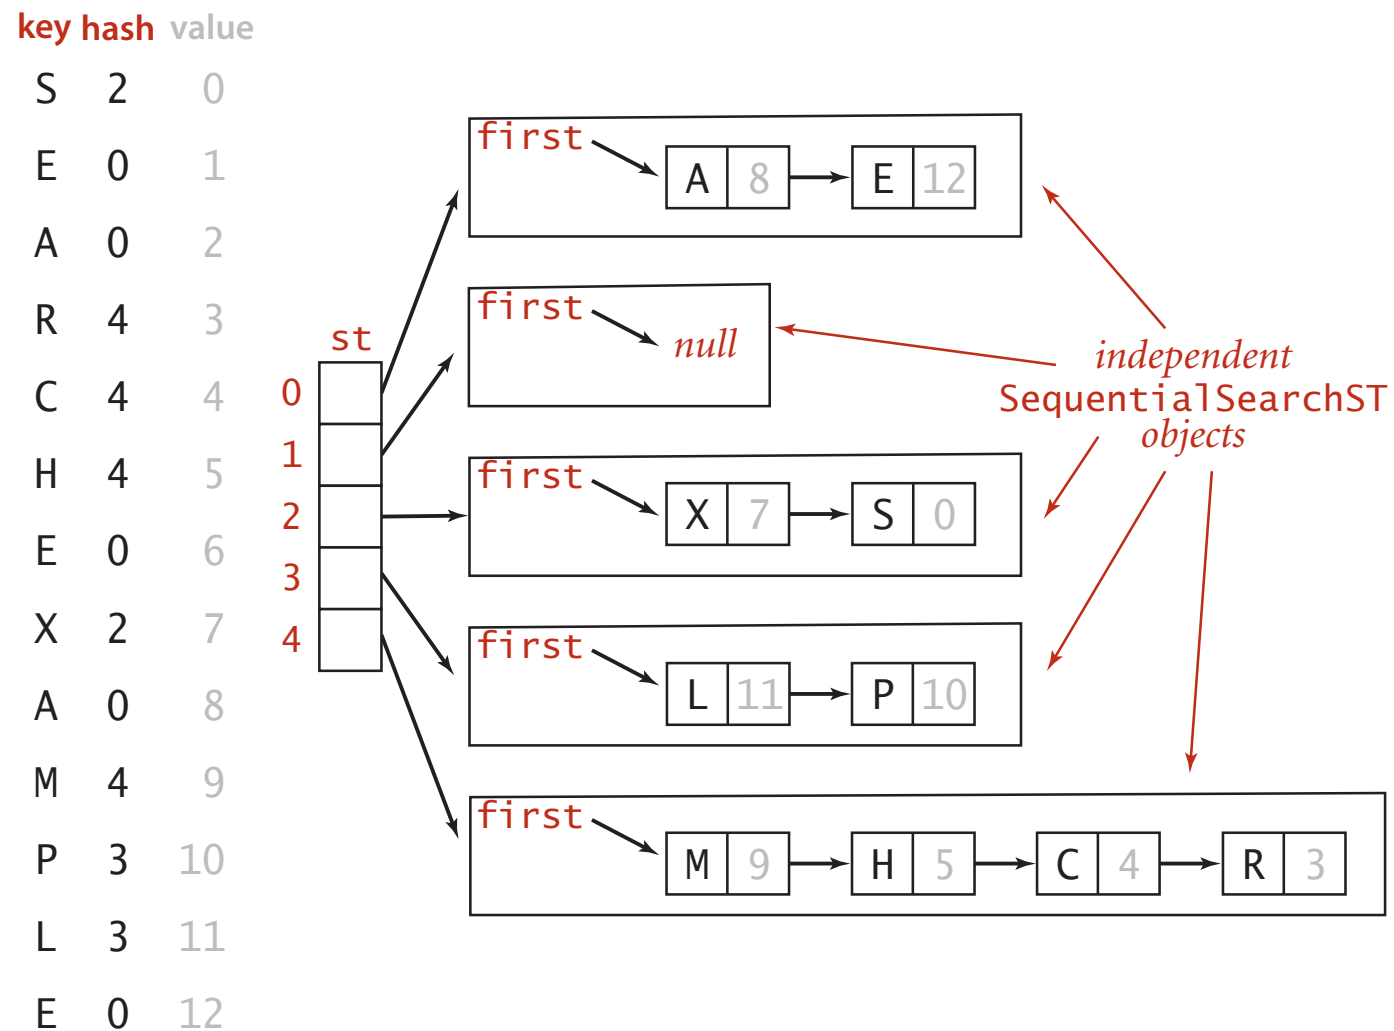 key hash value
S 2 0
E 0 1
A 0 2
R 4 3
C 4 4
H 4 5
E 0 6
X 2 7
A 0 8
M 4 9
P 3 10
L 3 11
E 0 12
st
0
1
2
3
4
first
A 8 E 12
first
null
first
X 7 S 0
first
L 11 P 10
first
M 9 H 5 C 4 R 3
independent
SequentialSearchST
objects